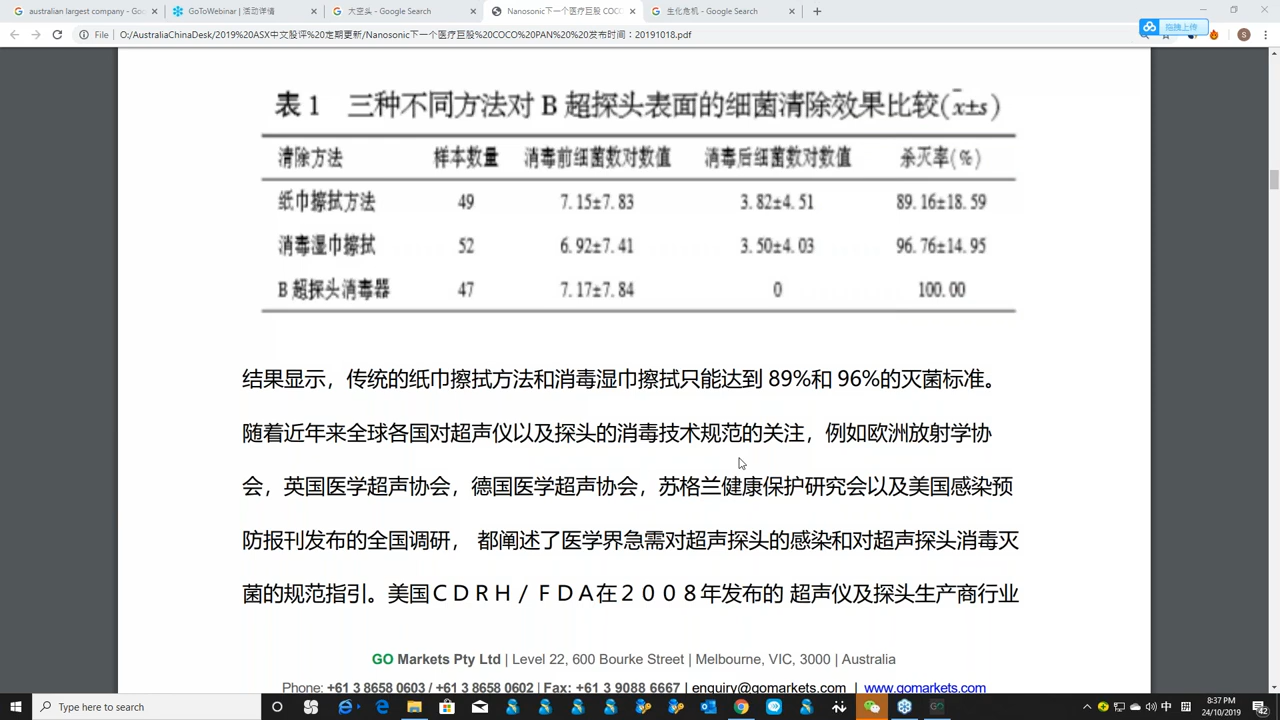 australian largest company - Goo
GoToWebinar | 活动详情
大空头 - Google Search
Nanosonic下一个医疗巨股 COCO
生化危机 - Google Search
File | O:/AustraliaChinaDesk/2019%20ASX中文股评%20定期更新/Nanosonic下一个医疗巨股%20COCO%20PAN%20%20发布时间：20191018.pdf
拖拽上传
S
表 1 三种不同方法对 B 超探头表面的细菌清除效果比较(x̄±s)
清除方法 样本数量 消毒前细菌数对数值 消毒后细菌数对数值 杀灭率(%)
纸巾擦拭方法 49 7.15±7.83 3.82±4.51 89.16±18.59
消毒湿巾擦拭 52 6.92±7.41 3.50±4.03 96.76±14.95
B 超探头消毒器 47 7.17±7.84 0 100.00
结果显示，传统的纸巾擦拭方法和消毒湿巾擦拭只能达到 89%和 96%的灭菌标准。
随着近年来全球各国对超声仪以及探头的消毒技术规范的关注，例如欧洲放射学协
会，英国医学超声协会，德国医学超声协会，苏格兰健康保护研究会以及美国感染预
防报刊发布的全国调研， 都阐述了医学界急需对超声探头的感染和对超声探头消毒灭
菌的规范指引。美国ＣＤＲＨ／ＦＤＡ在２００８年发布的 超声仪及探头生产商行业
GO Markets Pty Ltd | Level 22, 600 Bourke Street | Melbourne, VIC, 3000 | Australia
Phone: +61 3 8658 0603 / +61 3 8658 0602 | Fax: +61 3 9088 6667 | enquiry@gomarkets.com | www.gomarkets.com
Type here to search
中
8:37 PM
24/10/2019
42